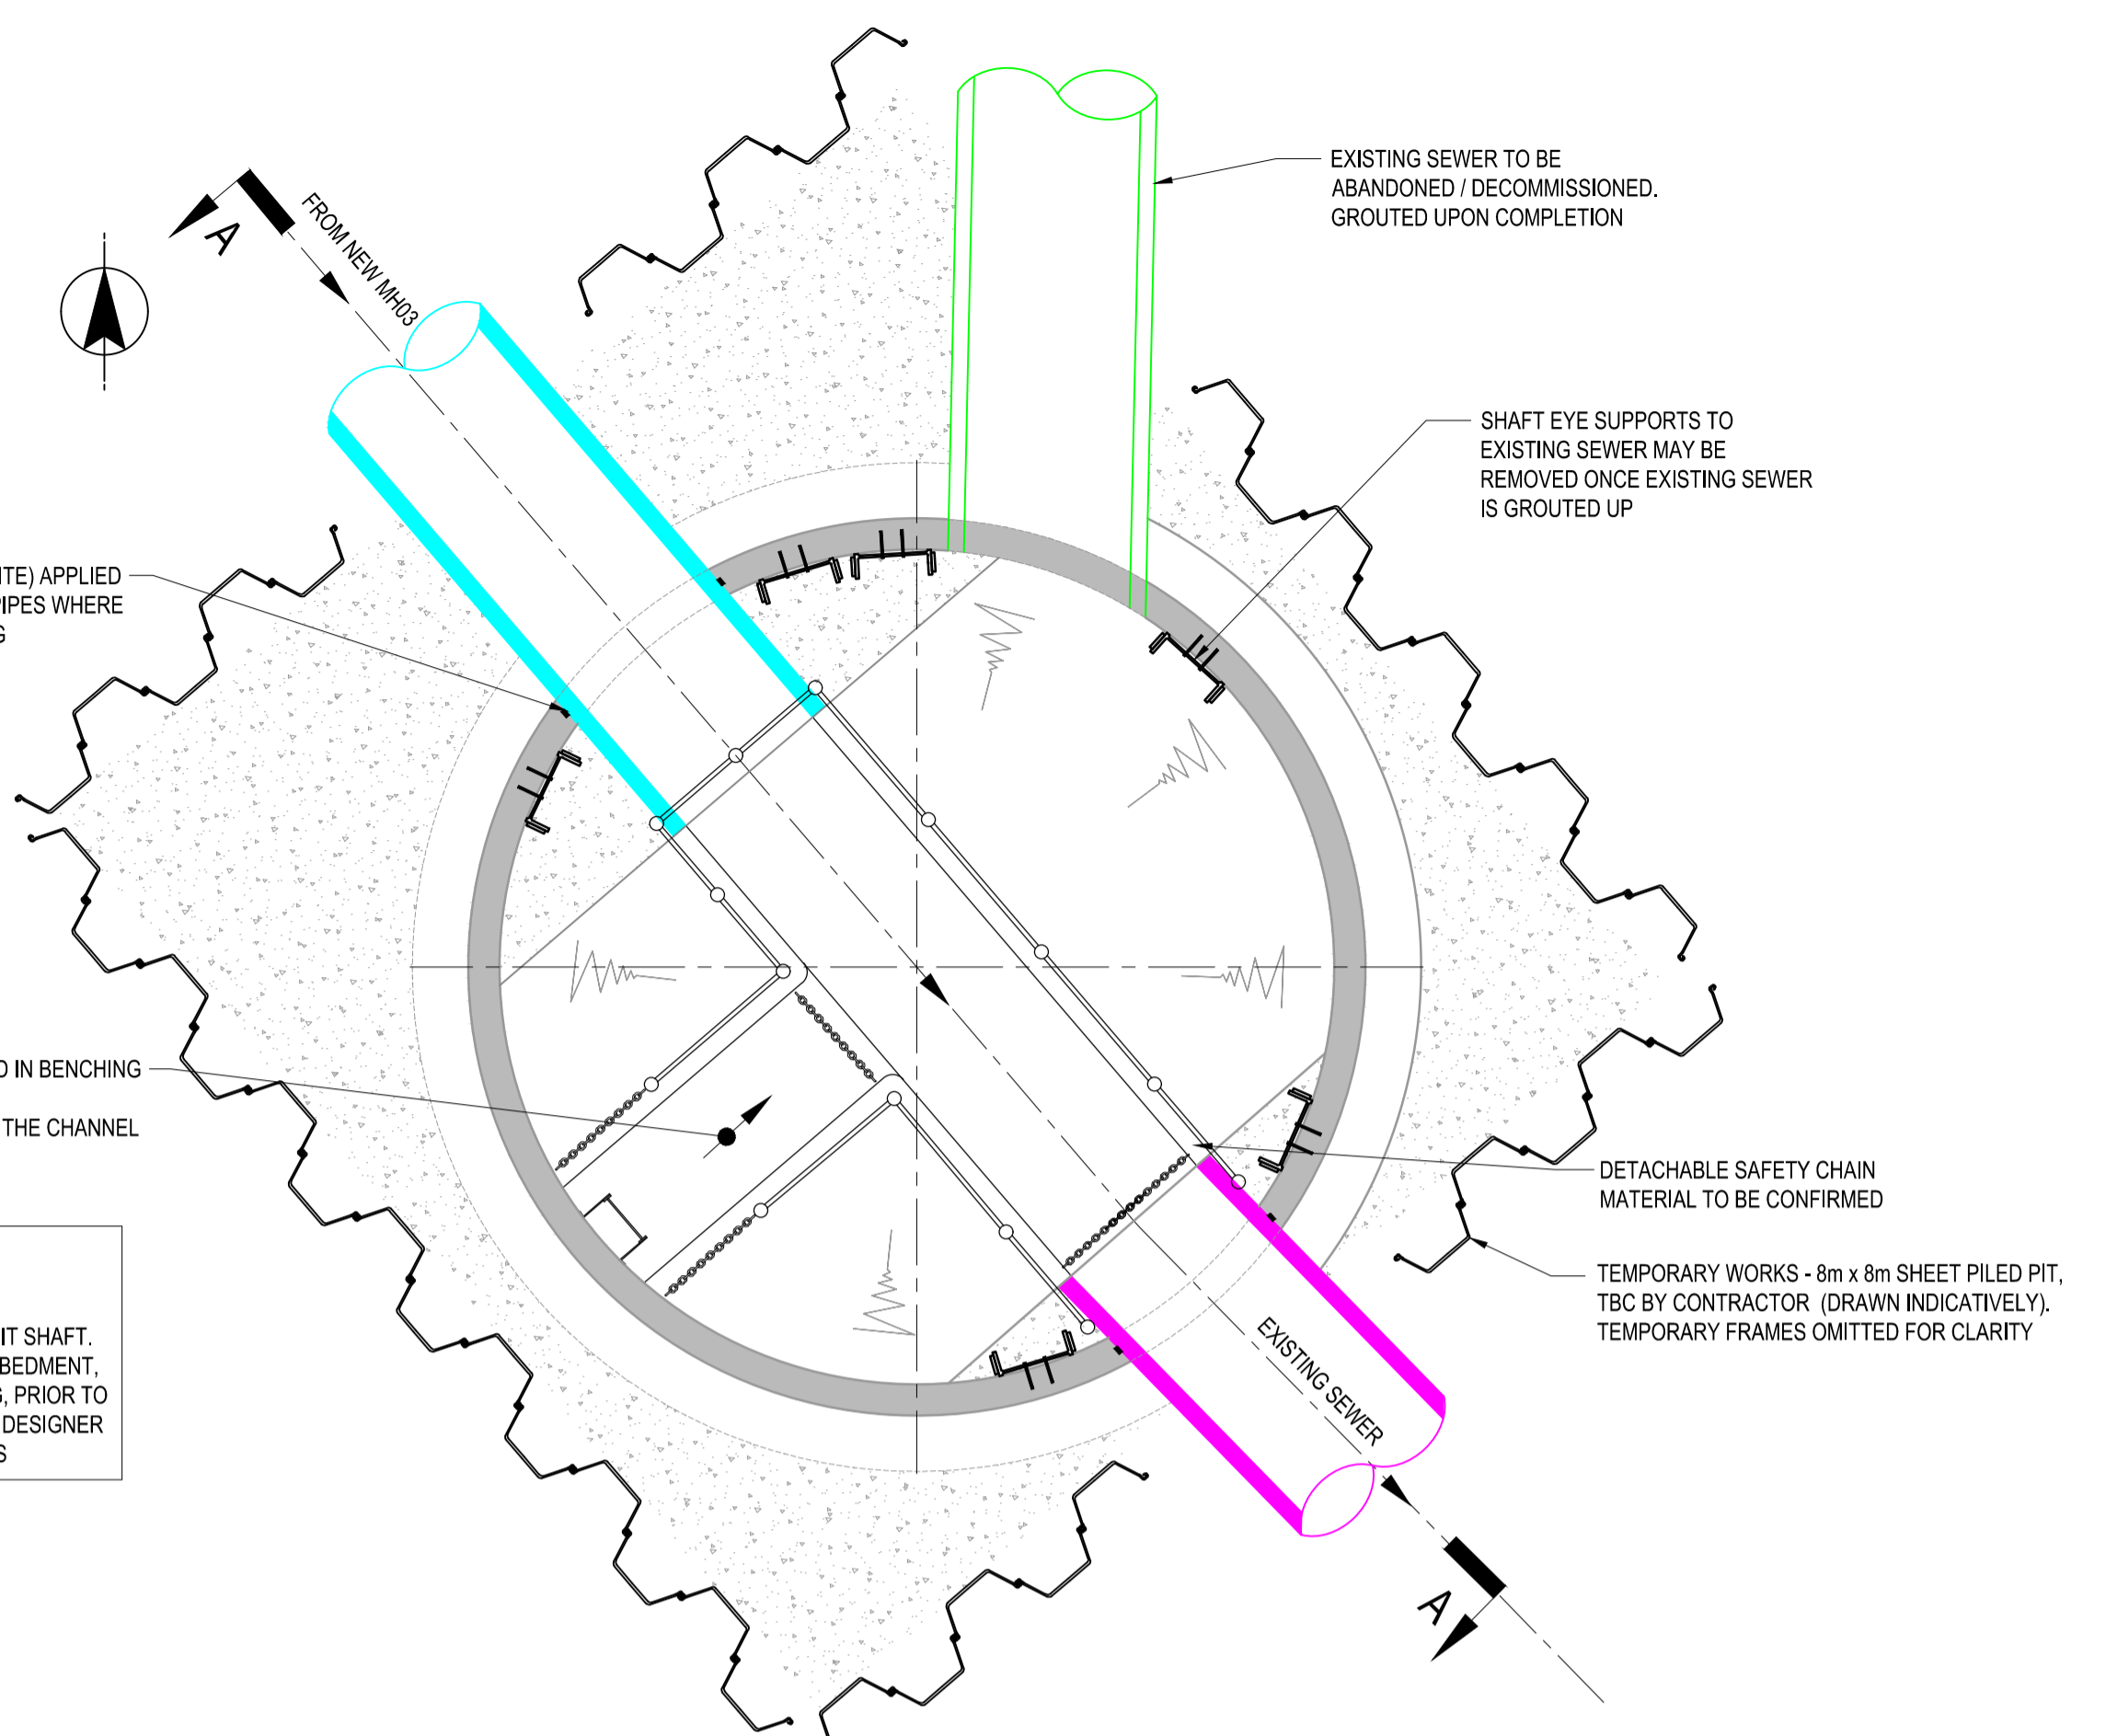 EXISTING SEWER TO BE
ABANDONED / DECOMMISSIONED.
GROUTED UPON COMPLETION
A
FROM NEW MH03
SHAFT EYE SUPPORTS TO
EXISTING SEWER MAY BE
REMOVED ONCE EXISTING SEWER
IS GROUTED UP
ITE) APPLIED
PIPES WHERE
G
D IN BENCHING
THE CHANNEL
DETACHABLE SAFETY CHAIN
MATERIAL TO BE CONFIRMED
TEMPORARY WORKS - 8m x 8m SHEET PILED PIT,
TBC BY CONTRACTOR (DRAWN INDICATIVELY).
TEMPORARY FRAMES OMITTED FOR CLARITY
IT SHAFT.
BEDMENT,
G, PRIOR TO
DESIGNER
S
EXISTING SEWER
A